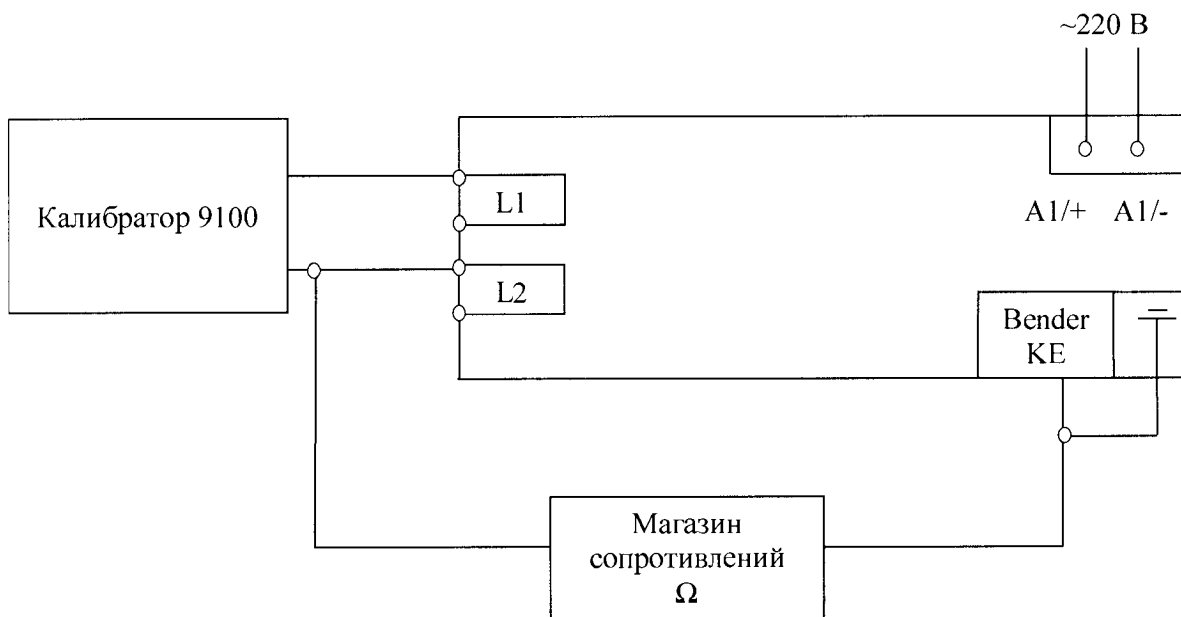 ~220 В
Калибратор 9100
L1
A1/+ A1/-
L2
Bender
KE
Магазин
сопротивлений
Ω